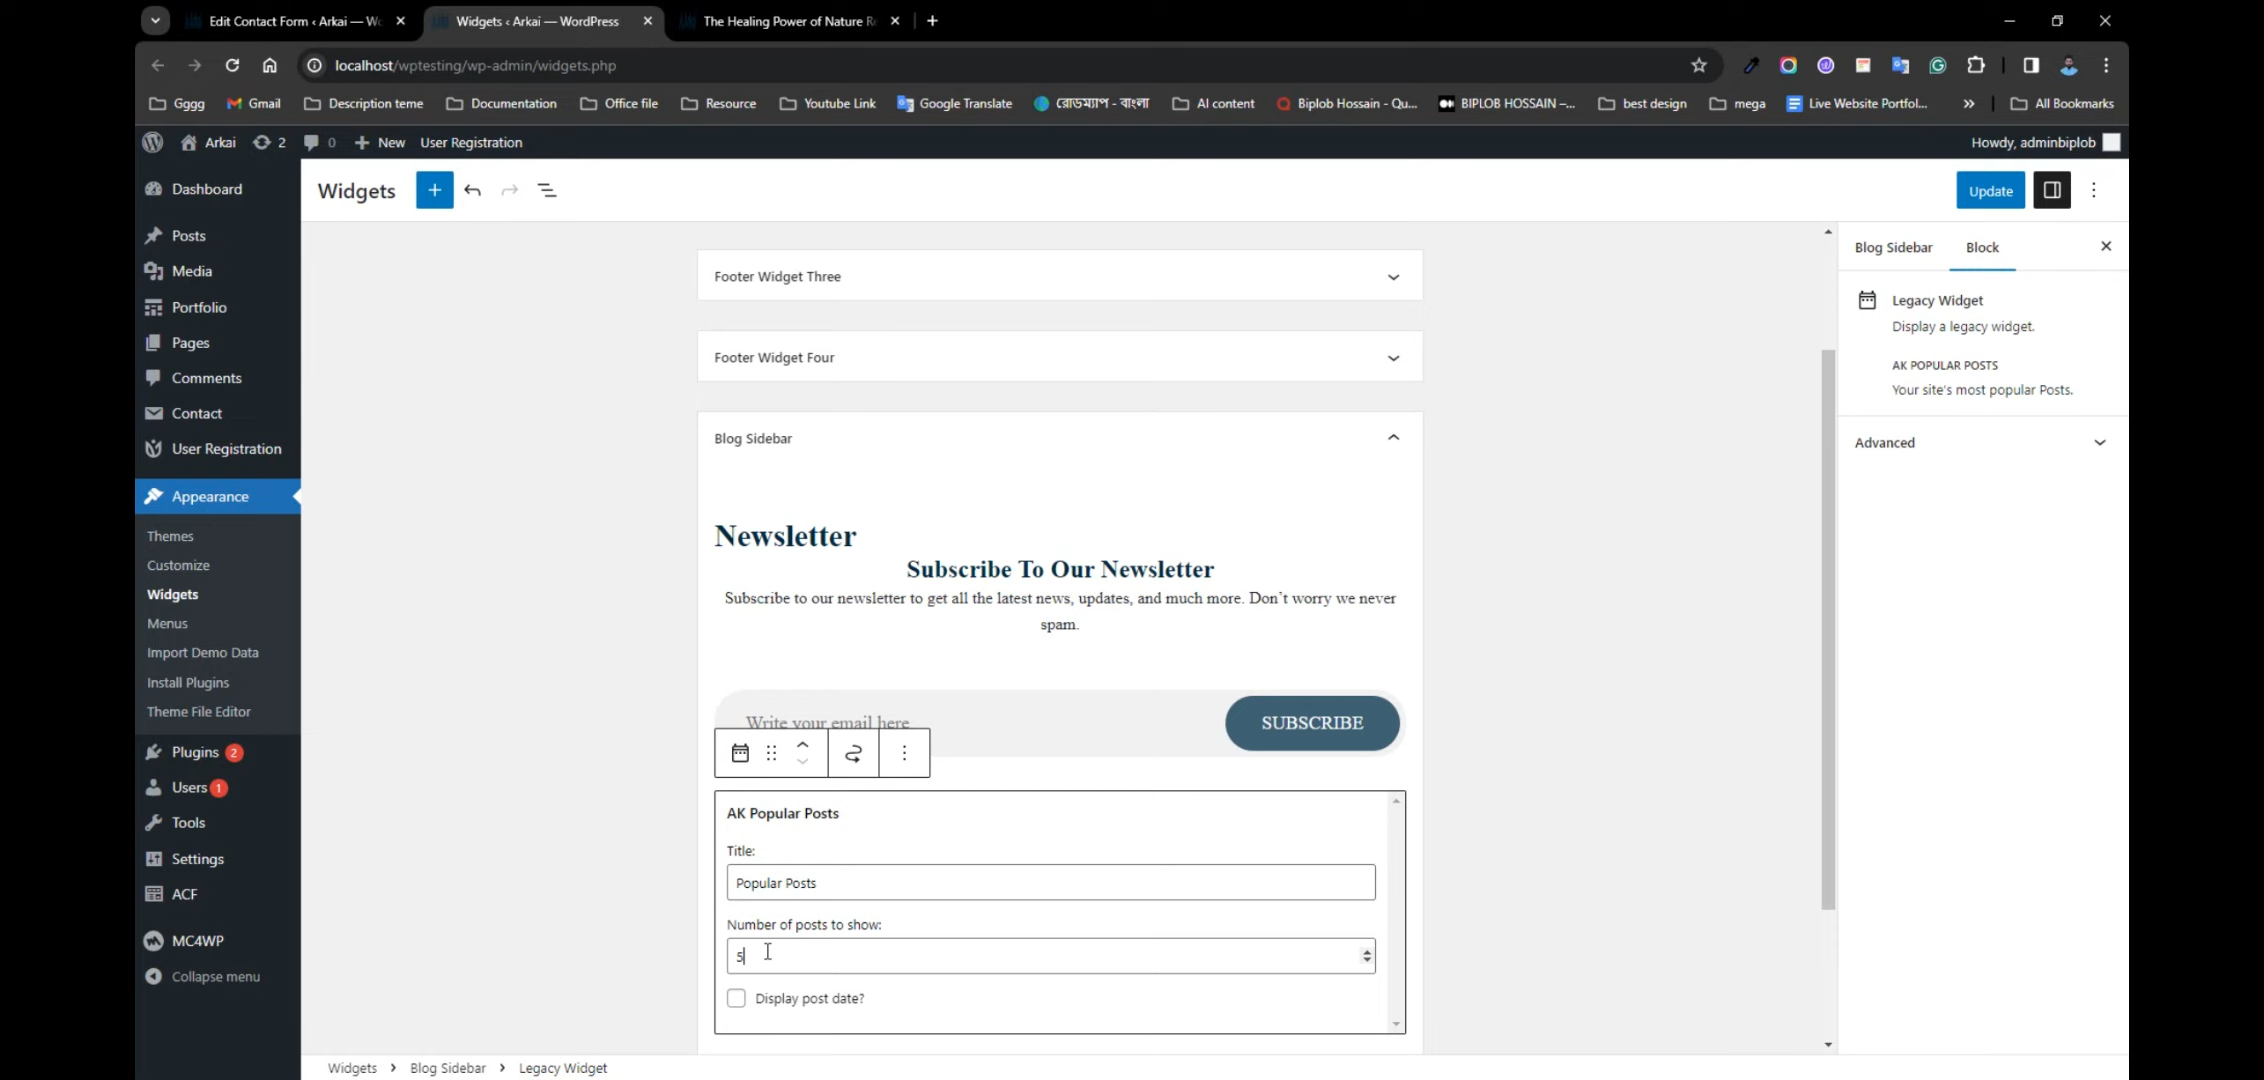 Edit Contact Form ‹ Arkai — Wo
Widgets ‹ Arkai — WordPress
The Healing Power of Nature R
localhost/wptesting/wp-admin/widgets.php
Gggg
Gmail
Description teme
Documentation
Office file
Resource
Youtube Link
Google Translate
রোডম্যাপ - বাংলা
AI content
Biplob Hossain - Qu...
BIPLOB HOSSAIN –...
best design
mega
Live Website Portfol...
»
All Bookmarks
Arkai
2
0
New
User Registration
Howdy, adminbiplob
Dashboard
Posts
Media
Portfolio
Pages
Comments
Contact
User Registration
Appearance
Themes
Customize
Widgets
Menus
Import Demo Data
Install Plugins
Theme File Editor
Plugins 2
Users 1
Tools
Settings
ACF
MC4WP
Collapse menu
Widgets
Update
Footer Widget Three
Footer Widget Four
Blog Sidebar
Newsletter
Subscribe To Our Newsletter
Subscribe to our newsletter to get all the latest news, updates, and much more. Don’t worry we never
spam.
Write your email here
SUBSCRIBE
AK Popular Posts
Title:
Popular Posts
Number of posts to show:
5
Display post date?
Widgets › Blog Sidebar › Legacy Widget
Blog Sidebar
Block
Legacy Widget
Display a legacy widget.
AK POPULAR POSTS
Your site's most popular Posts.
Advanced